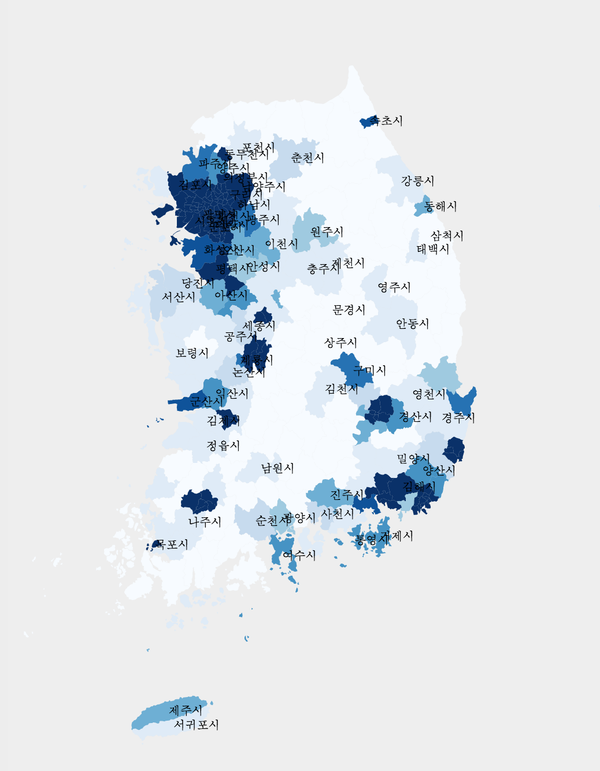 속초시
포천시
동두천시
춘천시
파주시
양주시
의정부시
강릉시
김포시
남양주시
하남시
동해시
광주시
원주시
삼척시
이천시
태백시
화성시
오산시
제천시
평택시
안성시
충주시
당진시
영주시
서산시
아산시
문경시
안동시
세종시
공주시
상주시
보령시
계룡시
논산시
구미시
김천시
영천시
익산시
군산시
경산시
경주시
김제시
정읍시
밀양시
남원시
양산시
김해시
진주시
나주시
순천시
광양시
사천시
통영시
거제시
목포시
여수시
제주시
서귀포시